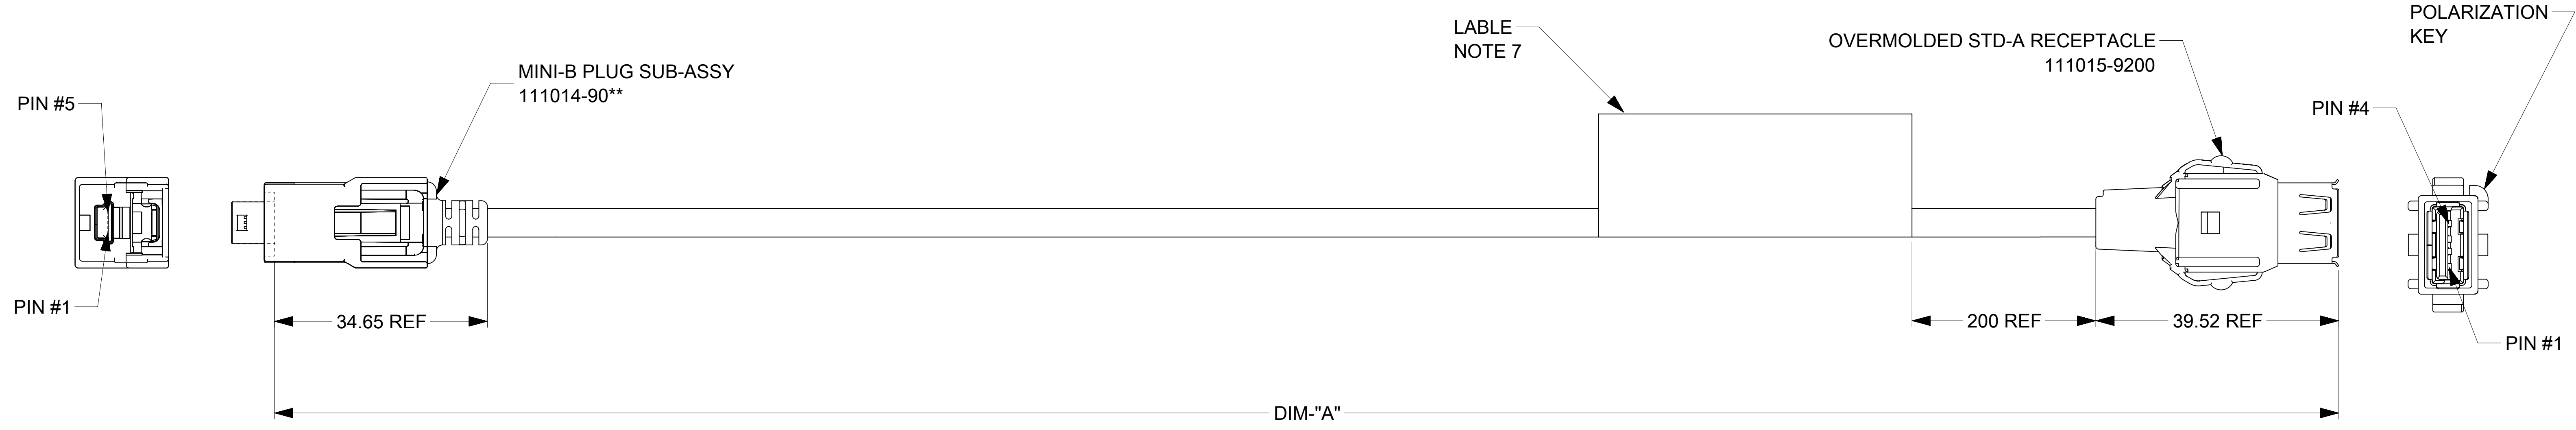 POLARIZATION
KEY
LABLE
NOTE 7
OVERMOLDED STD-A RECEPTACLE
111015-9200
MINI-B PLUG SUB-ASSY
111014-90**
PIN #5
PIN #4
PIN #1
34.65 REF
200 REF
39.52 REF
PIN #1
DIM-"A"